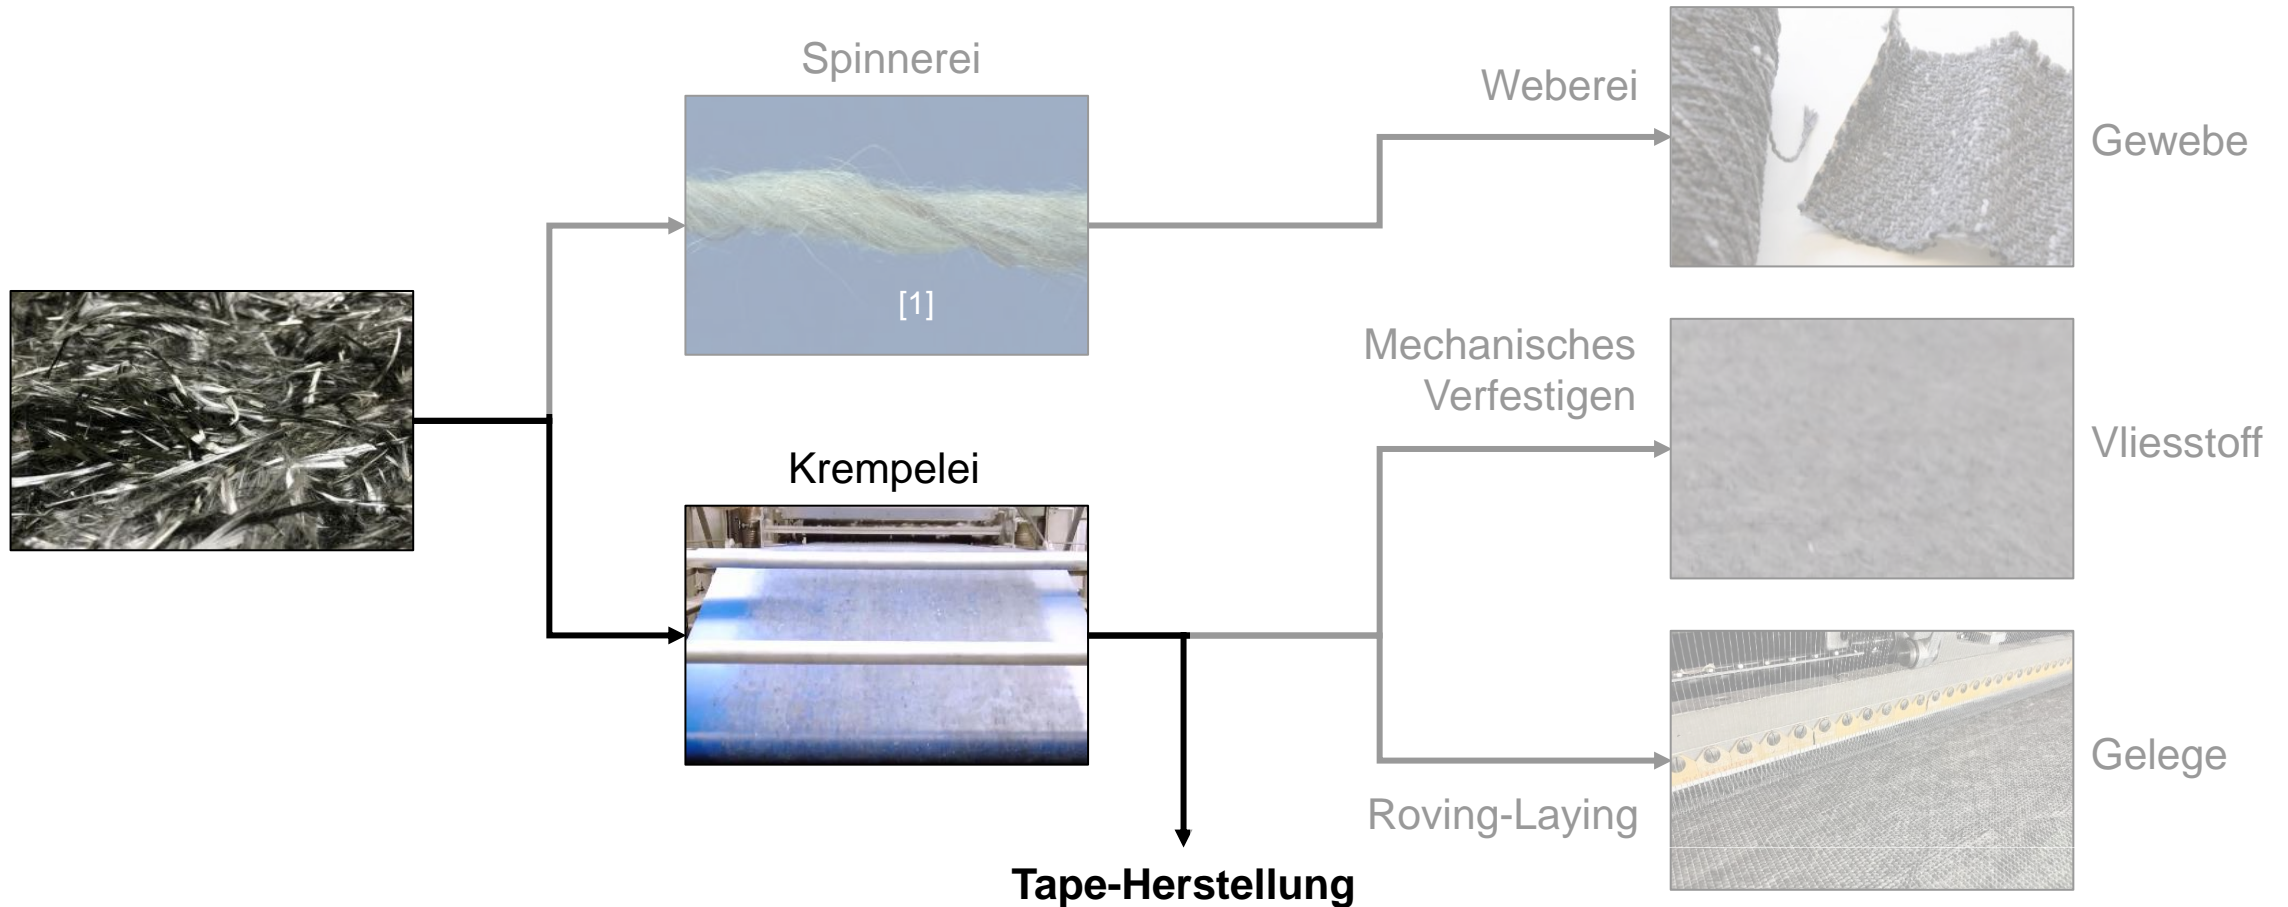 Spinnerei
[1]
Weberei
Gewebe
Krempelei
Mechanisches
Verfestigen
Vliesstoff
Roving-Laying
Gelege
Tape-Herstellung